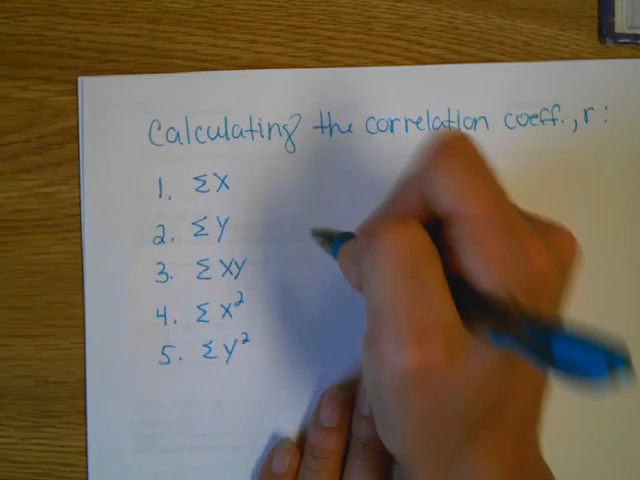 Calculating the correlation coeff., r:
1. Σx
2. Σy
3. Σxy
4. Σx²
5. Σy²